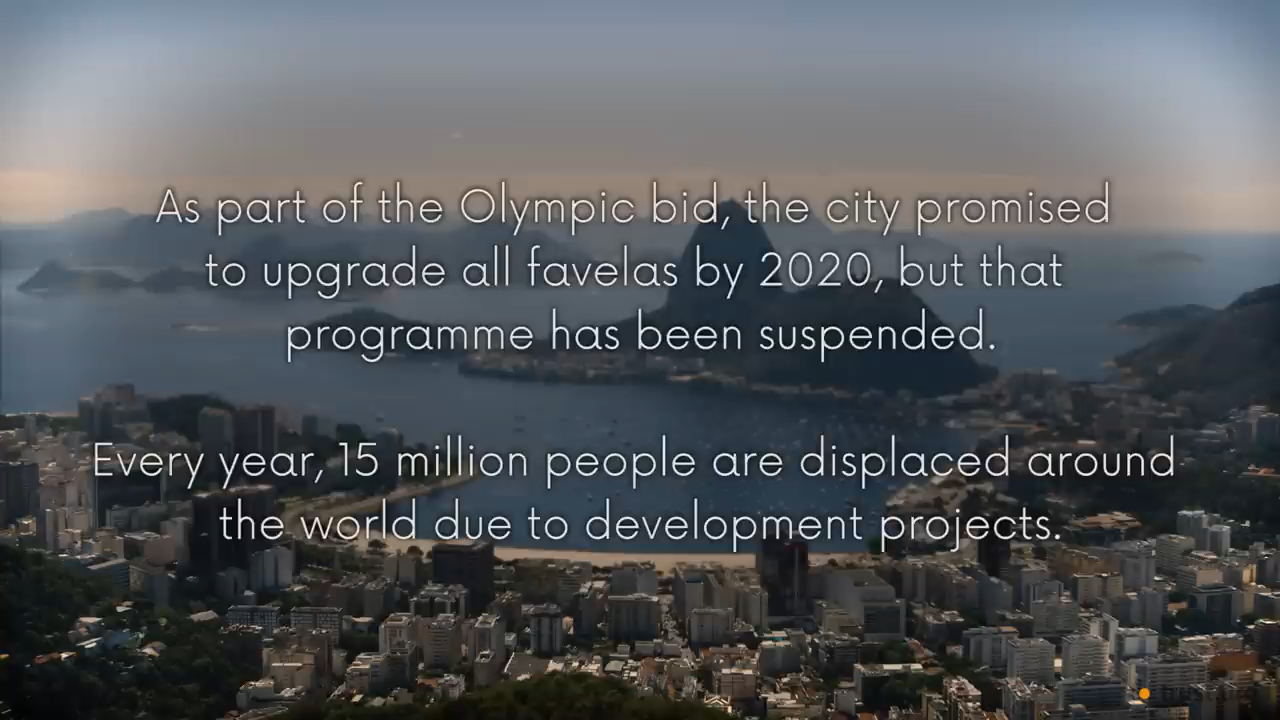 As part of the Olympic bid, the city promised
to upgrade all favelas by 2020, but that
programme has been suspended.
Every year, 15 million people are displaced around
the world due to development projects.